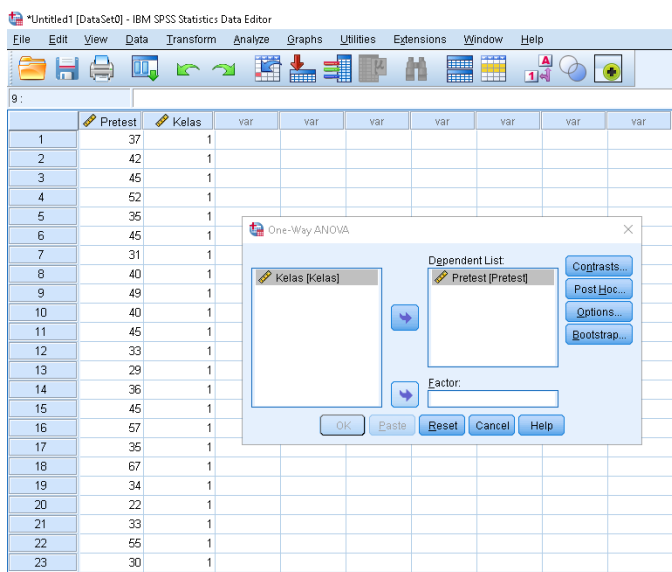 *Untitled1 [DataSet0] - IBM SPSS Statistics Data Editor
File Edit View Data Transform Analyze Graphs Utilities Extensions Window Help
9 :
Pretest Kelas var var var var var var var
1 37 1
2 42 1
3 45 1
4 52 1
5 35 1
6 45 1
7 31 1
8 40 1
9 49 1
10 40 1
11 45 1
12 33 1
13 29 1
14 36 1
15 45 1
16 57 1
17 35 1
18 67 1
19 34 1
20 22 1
21 33 1
22 55 1
23 30 1
One-Way ANOVA
Dependent List:
Kelas [Kelas]
Pretest [Pretest]
Contrasts...
Post Hoc...
Options...
Bootstrap...
Factor:
OK Paste Reset Cancel Help